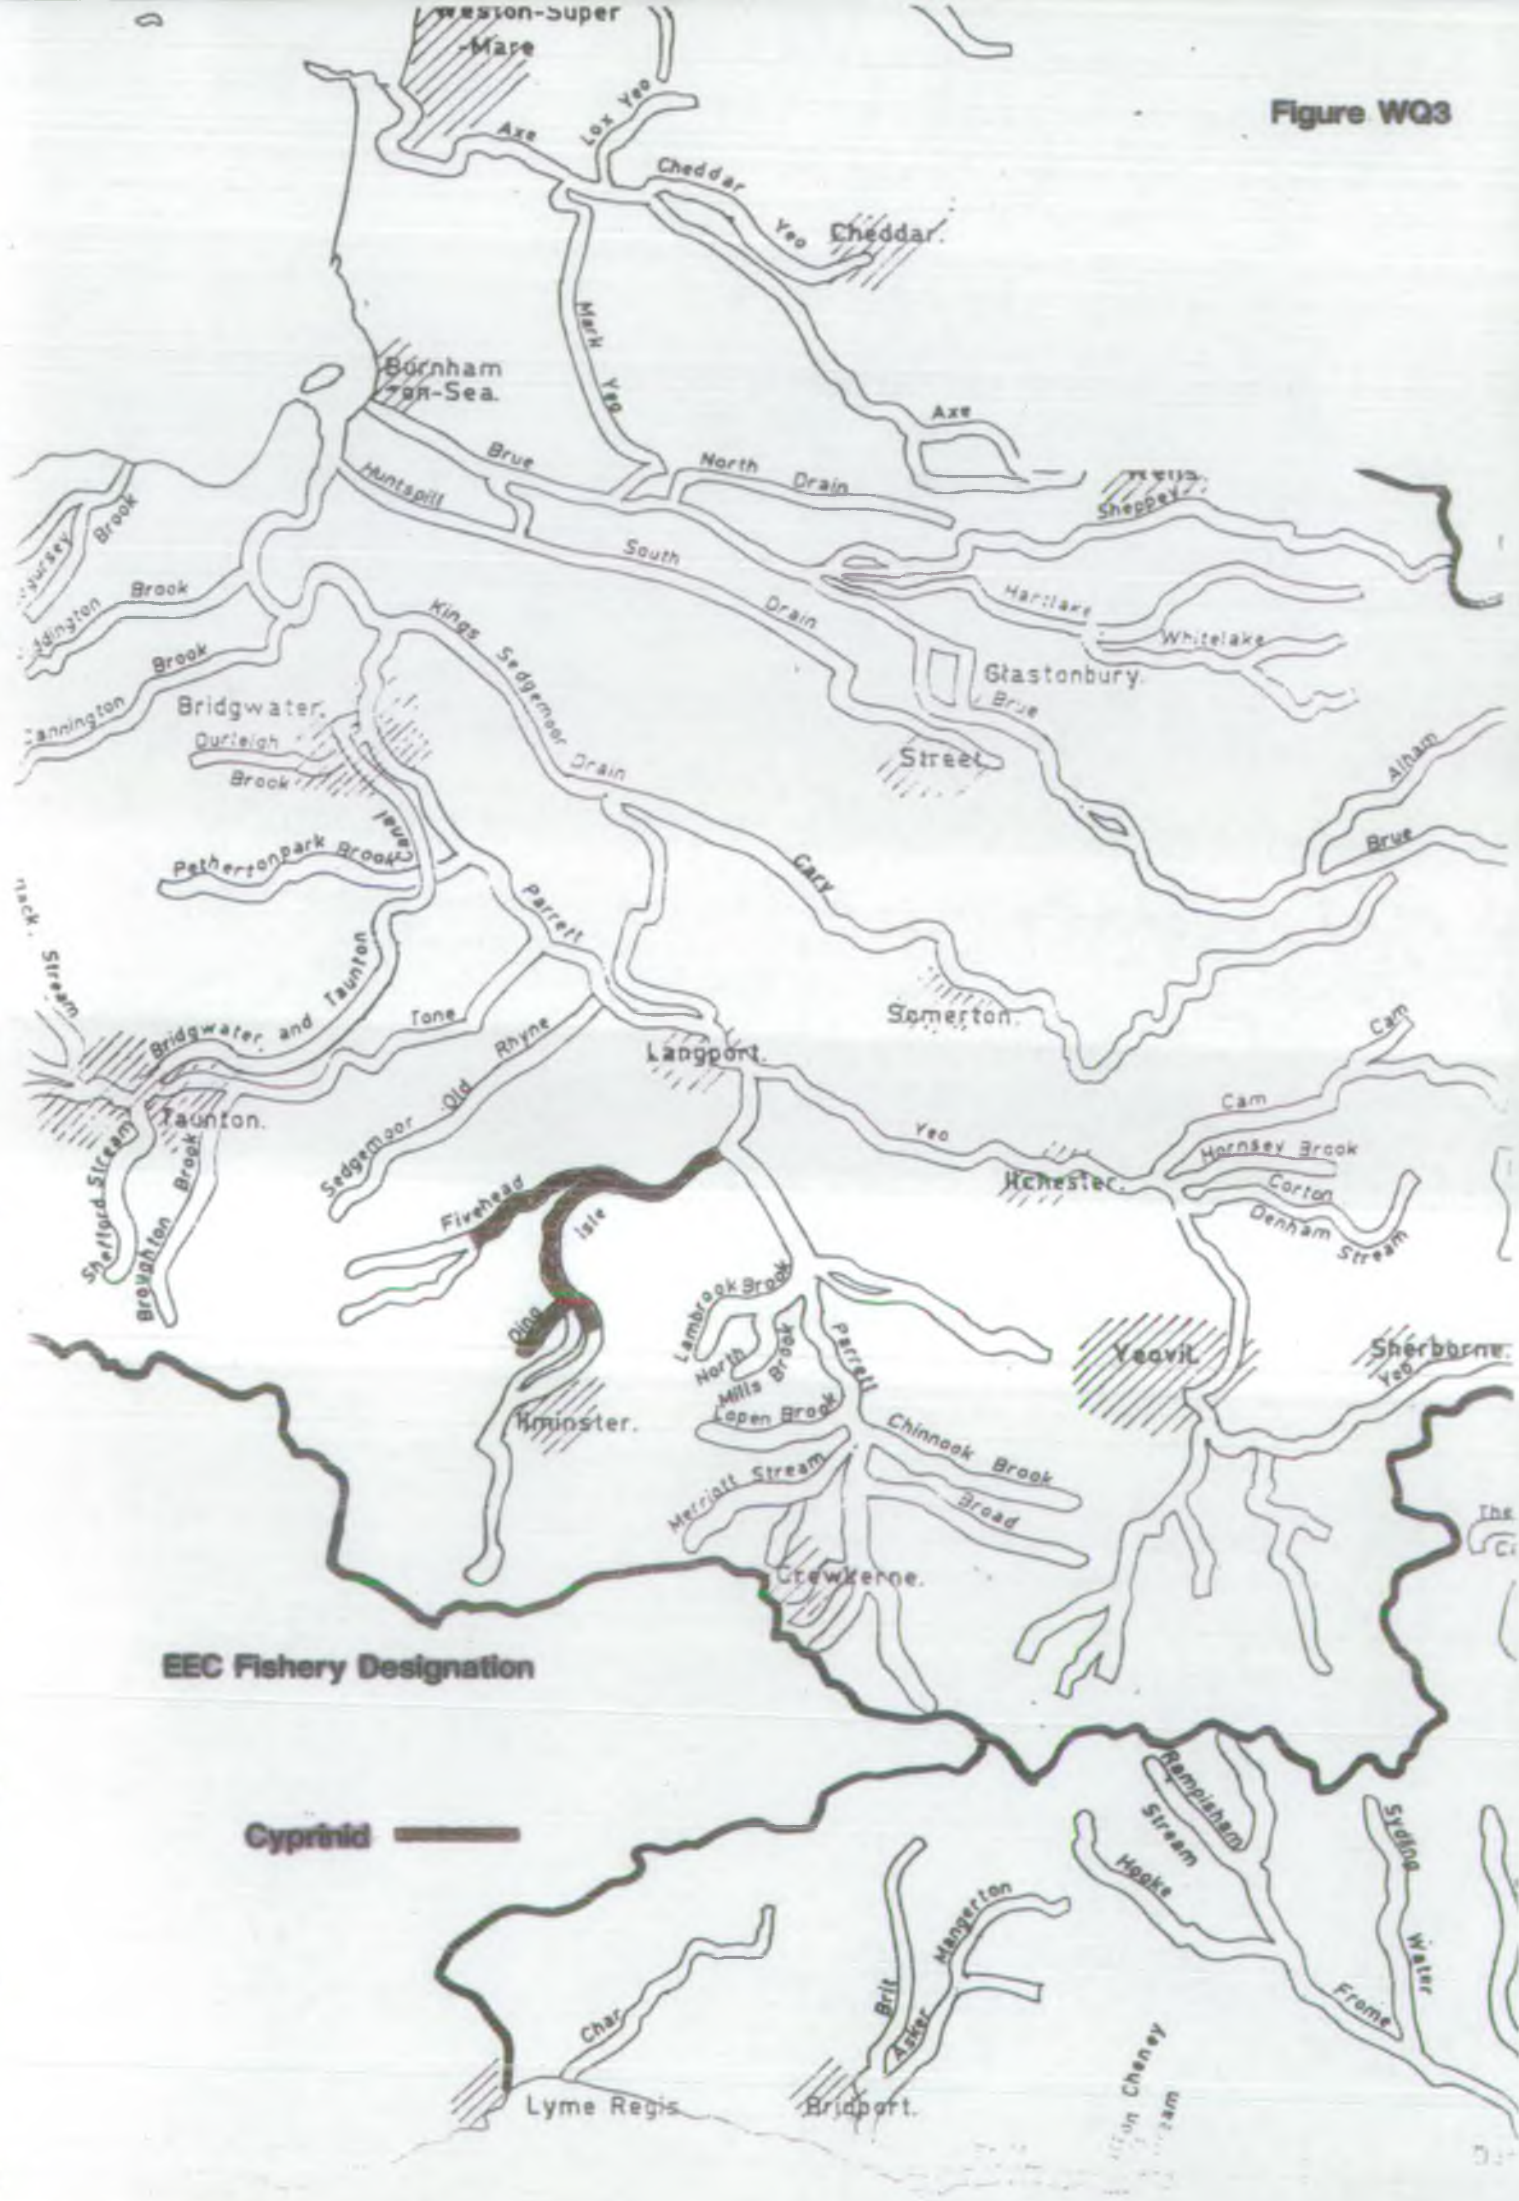 Weston-Super
-Mare
Figure WQ3
Axe
Lox Yeo
Cheddar
Yeo
Cheddar.
Mark Yeo
Burnham
-on-Sea.
Axe
Brue
North Drain
Huntspill
Wells.
Sheppey
Brook
South
Drain
Brook
Hartlake
Whitelake
Kings Sedgemoor Drain
Brook
Glastonbury.
Brue
Bridgwater.
Durleigh
Brook
Street.
Alham
Brue
Canal
Pethertonpark Brook
Parrett
Cary
Stream
Bridgwater and Taunton
Tone
Somerton.
Langport.
Cam
Sedgemoor Old Rhyne
Taunton.
Cam
Yeo
Hornsey Brook
Shefford Stream
Broughton Brook
Ilchester.
Corton
Denham Stream
Fivehead
Isle
Lambrook Brook
Ding
North
Mills Brook
Parrett
Yeovil.
Sherborne.
Yeo
Ilminster.
Lopen Brook
Chinnook Brook
Merriott Stream
Broad
The
Crewkerne.
EEC Fishery Designation
Rampisham
Stream
Cyprinid
Hooke
Sydling
Water
Mangerton
Brit
Asker
Char
Frome
Lyme Regis
Bridport.
Cheney